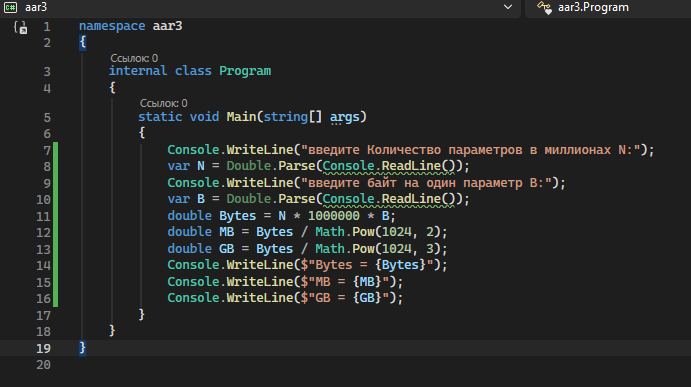 C# aar3 aar3.Program
1 namespace aar3
2 {
Ссылок: 0
3 internal class Program
4 {
Ссылок: 0
5 static void Main(string[] args)
6 {
7 Console.WriteLine("введите Количество параметров в миллионах N:");
8 var N = Double.Parse(Console.ReadLine());
9 Console.WriteLine("введите байт на один параметр B:");
10 var B = Double.Parse(Console.ReadLine());
11 double Bytes = N * 1000000 * B;
12 double MB = Bytes / Math.Pow(1024, 2);
13 double GB = Bytes / Math.Pow(1024, 3);
14 Console.WriteLine($"Bytes = {Bytes}");
15 Console.WriteLine($"MB = {MB}");
16 Console.WriteLine($"GB = {GB}");
17 }
18 }
19 }
20